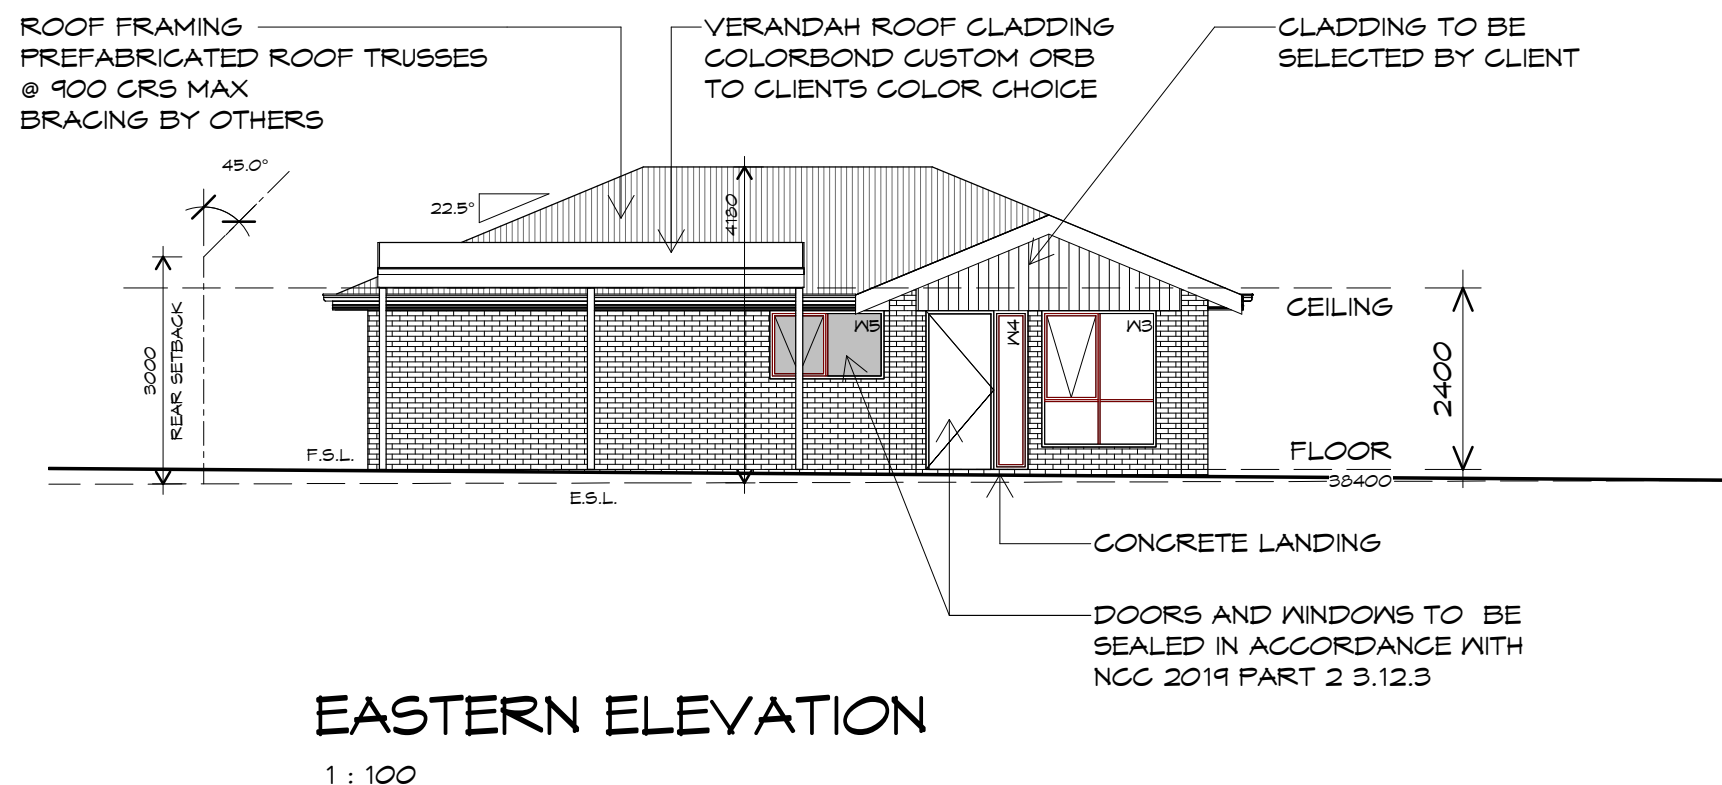 ROOF FRAMING
PREFABRICATED ROOF TRUSSES
@ 900 CRS MAX
BRACING BY OTHERS
VERANDAH ROOF CLADDING
COLORBOND CUSTOM ORB
TO CLIENTS COLOR CHOICE
CLADDING TO BE
SELECTED BY CLIENT
45.0°
22.5°
4180
3000
REAR SETBACK
W5
W4
W3
CEILING
2400
FLOOR
38400
F.S.L.
E.S.L.
CONCRETE LANDING
DOORS AND WINDOWS TO  BE
SEALED IN ACCORDANCE WITH
NCC 2019 PART 2 3.12.3
EASTERN ELEVATION
1 : 100